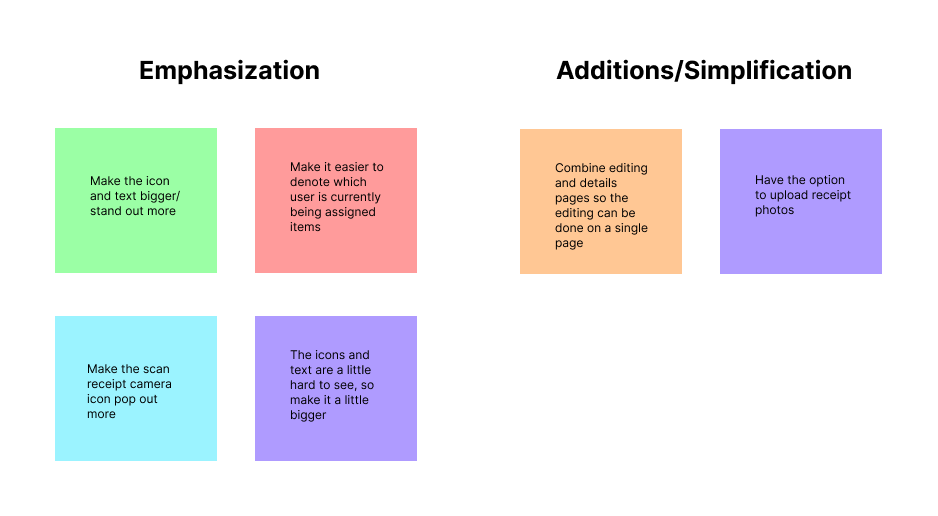 Emphasization
Additions/Simplification
Make the icon
and text bigger/
stand out more
Make it easier to
denote which
user is currently
being assigned
items
Combine editing
and details
pages so the
editing can be
done on a single
page
Have the option
to upload receipt
photos
Make the scan
receipt camera
icon pop out
more
The icons and
text are a little
hard to see, so
make it a little
bigger